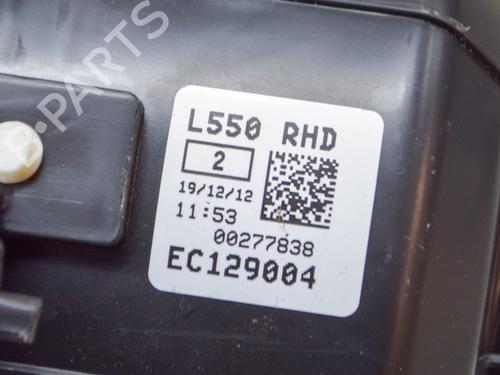 B-PARTS
L550 RHD
2
19/12/12
11:53
00277838
EC129004